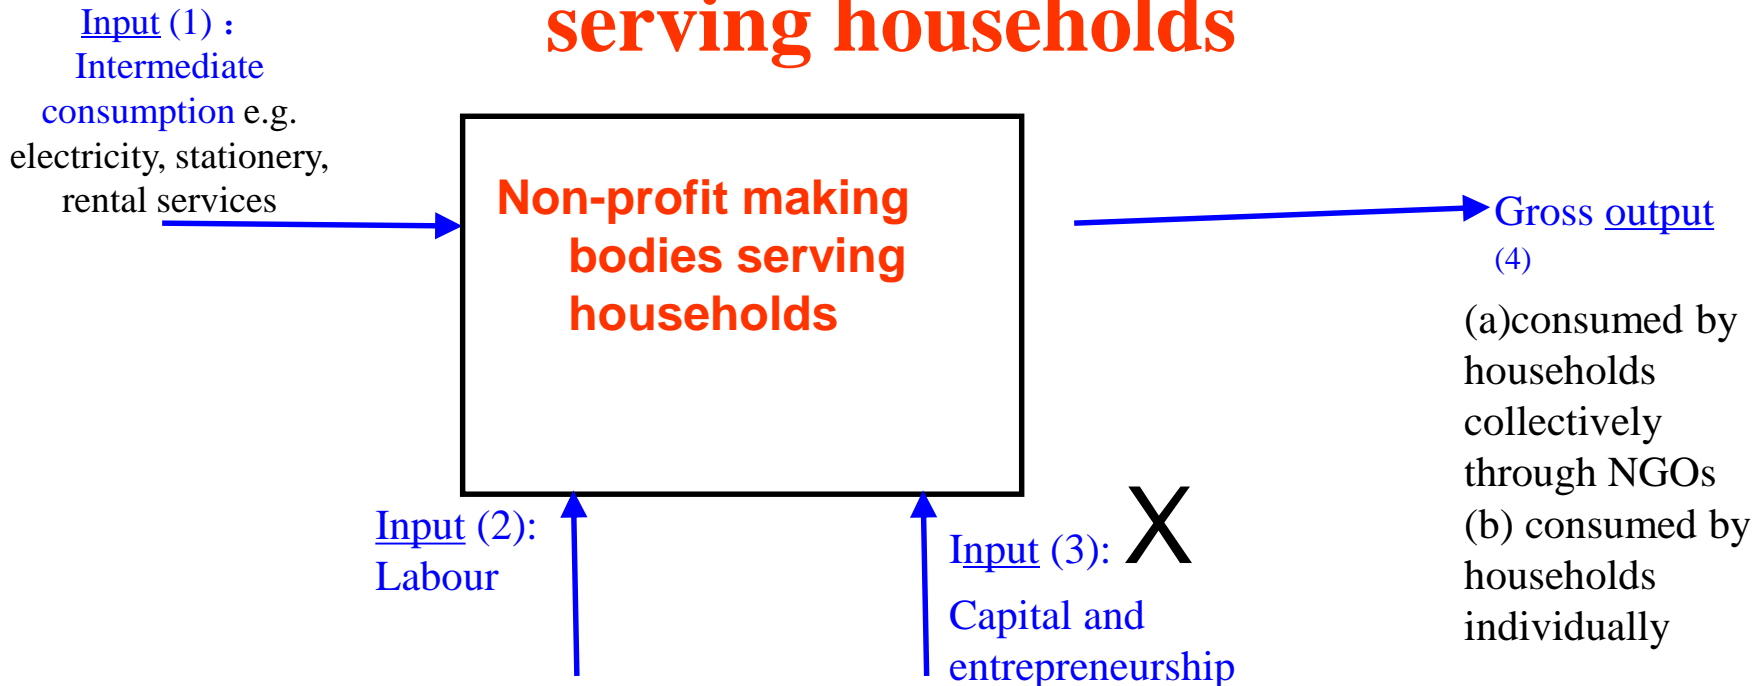 serving households
Input (1) ：
Intermediate
consumption e.g.
electricity, stationery,
rental services
Non-profit making
bodies serving
households
Gross output
(4)
(a)consumed by
households
collectively
through NGOs
(b) consumed by
households
individually
Input (2):
Labour
Input (3): X
Capital and
entrepreneurship